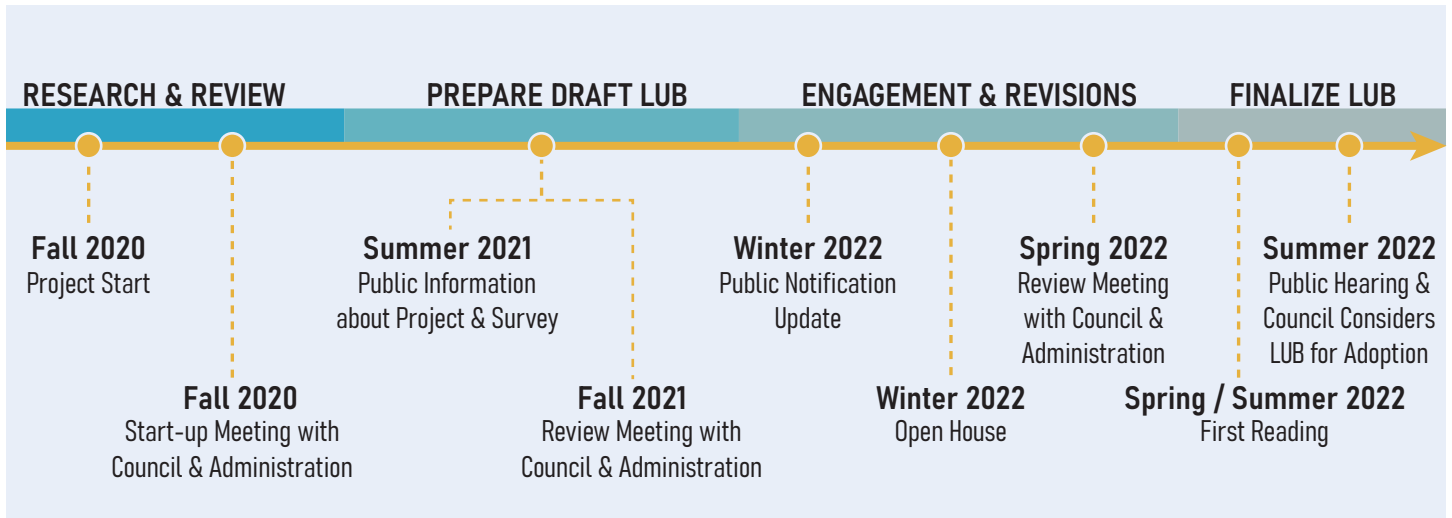 RESEARCH & REVIEW
PREPARE DRAFT LUB
ENGAGEMENT & REVISIONS
FINALIZE LUB
Fall 2020
Project Start
Fall 2020
Start-up Meeting with
Council & Administration
Summer 2021
Public Information
about Project & Survey
Fall 2021
Review Meeting with
Council & Administration
Winter 2022
Public Notification
Update
Winter 2022
Open House
Spring 2022
Review Meeting
with Council &
Administration
Spring / Summer 2022
First Reading
Summer 2022
Public Hearing &
Council Considers
LUB for Adoption